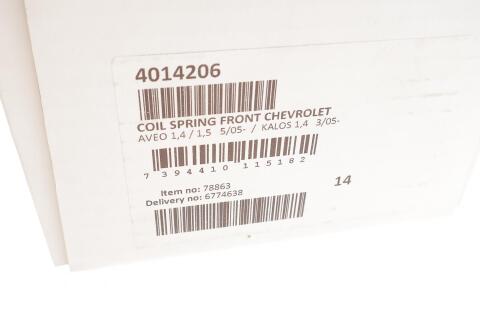 4014206
COIL SPRING FRONT CHEVROLET
AVEO 1,4 / 1,5 5/05- / KALOS 1,4 3/05-
7 394410 115182
Item no: 78863
14
Delivery no: 6774638